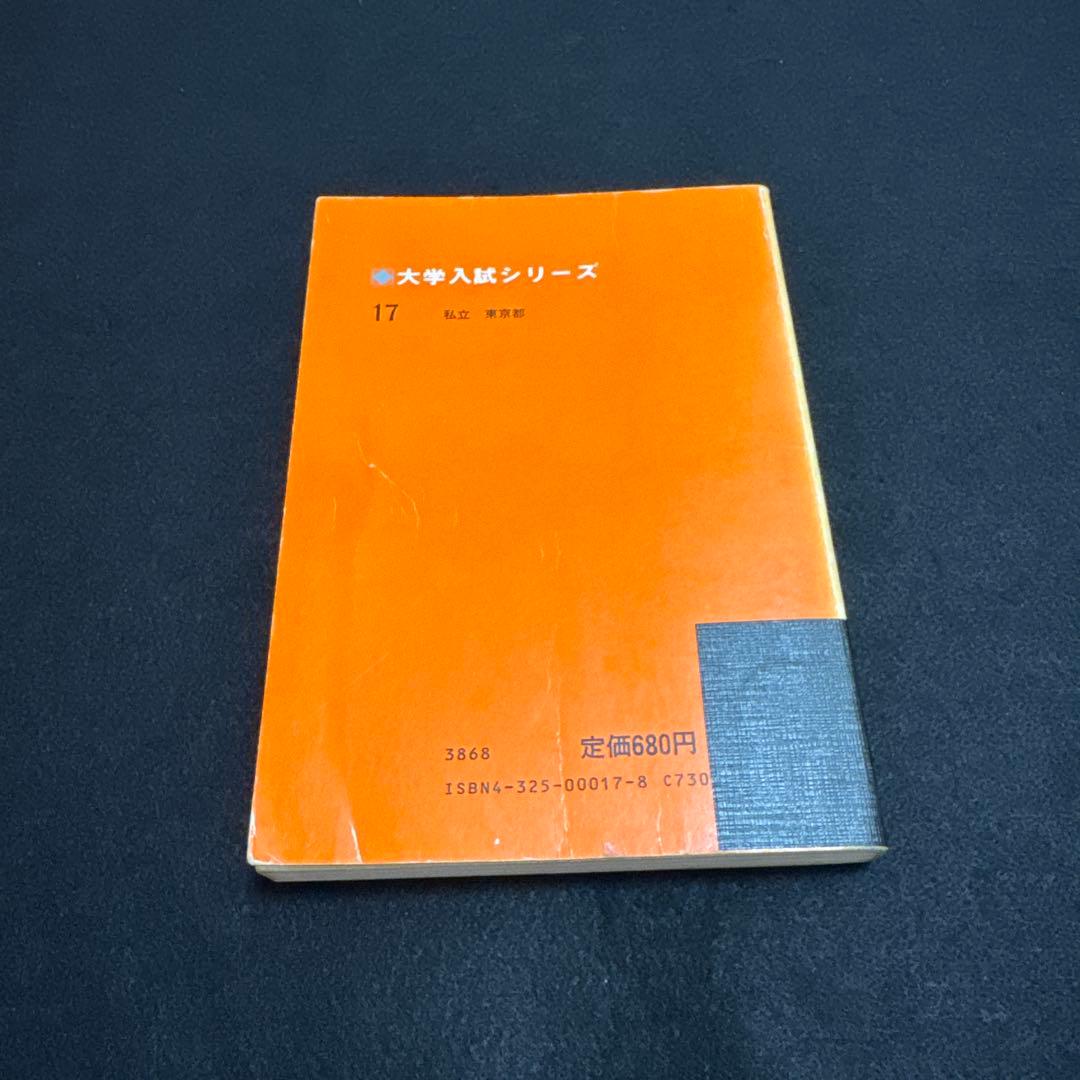 大学入試シリーズ
17 私立 東京都
3868 定価680円
ISBN4-325-00017-8 C730